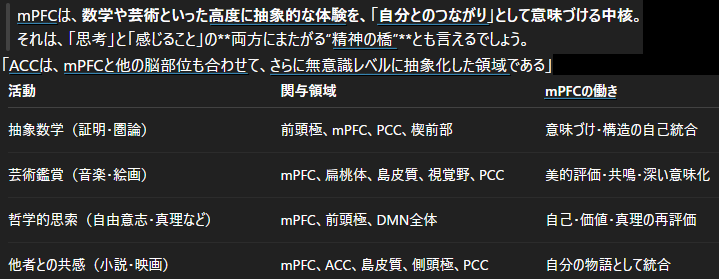 mPFCは、数学や芸術といった高度に抽象的な体験を、「自分とのつながり」として意味づける中核。
それは、「思考」と「感じること」の**両方にまたがる“精神の橋”**とも言えるでしょう。
「ACCは、mPFCと他の脳部位も合わせて、さらに無意識レベルに抽象化した領域である」
活動 関与領域 mPFCの働き
抽象数学（証明・圏論） 前頭極、mPFC、PCC、楔前部 意味づけ・構造の自己統合
芸術鑑賞（音楽・絵画） mPFC、扁桃体、島皮質、視覚野、PCC 美的評価・共鳴・深い意味化
哲学的思索（自由意志・真理など） mPFC、前頭極、DMN全体 自己・価値・真理の再評価
他者との共感（小説・映画） mPFC、ACC、島皮質、側頭極、PCC 自分の物語として統合